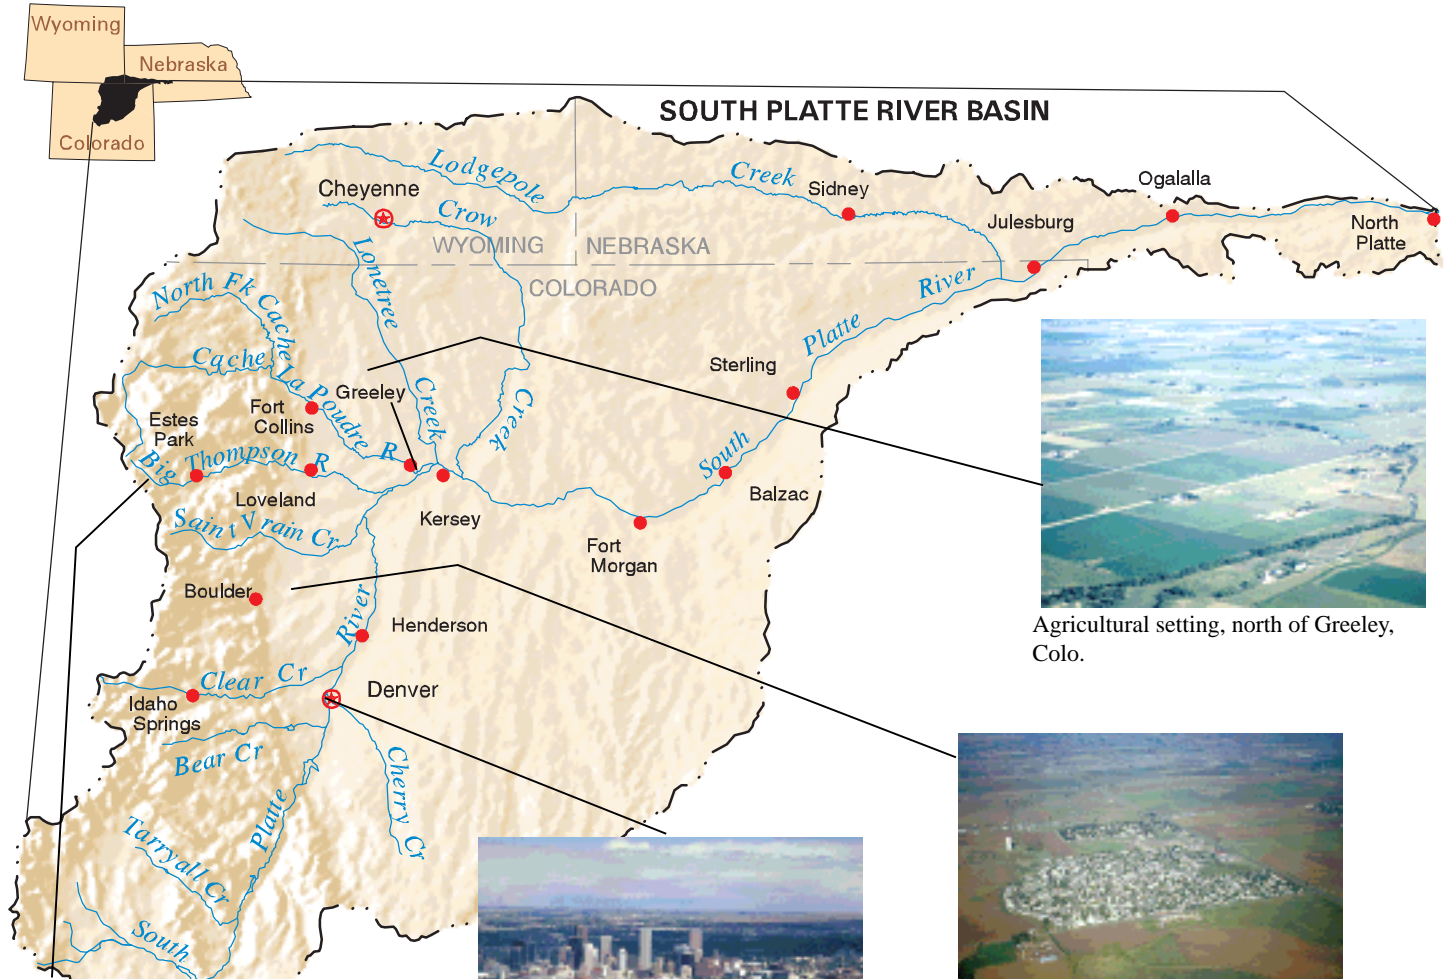 Wyoming
Nebraska
Colorado
SOUTH PLATTE RIVER BASIN
Lodgepole
Creek
Sidney
Ogalalla
Cheyenne
Crow
Julesburg
North
Platte
WYOMING
NEBRASKA
COLORADO
Lonetree
Creek
River
Platte
South
North Fk Cache
Cache
La Poudre R
Creek
Sterling
Greeley
Fort
Collins
Estes
Park
Big Thompson R
Loveland
Balzac
Kersey
Saint Vrain Cr
Fort
Morgan
Boulder
River
Henderson
Agricultural setting, north of Greeley,
Colo.
Clear Cr
Denver
Idaho
Springs
Bear Cr
Cherry Cr
Platte
Tarryall Cr
South